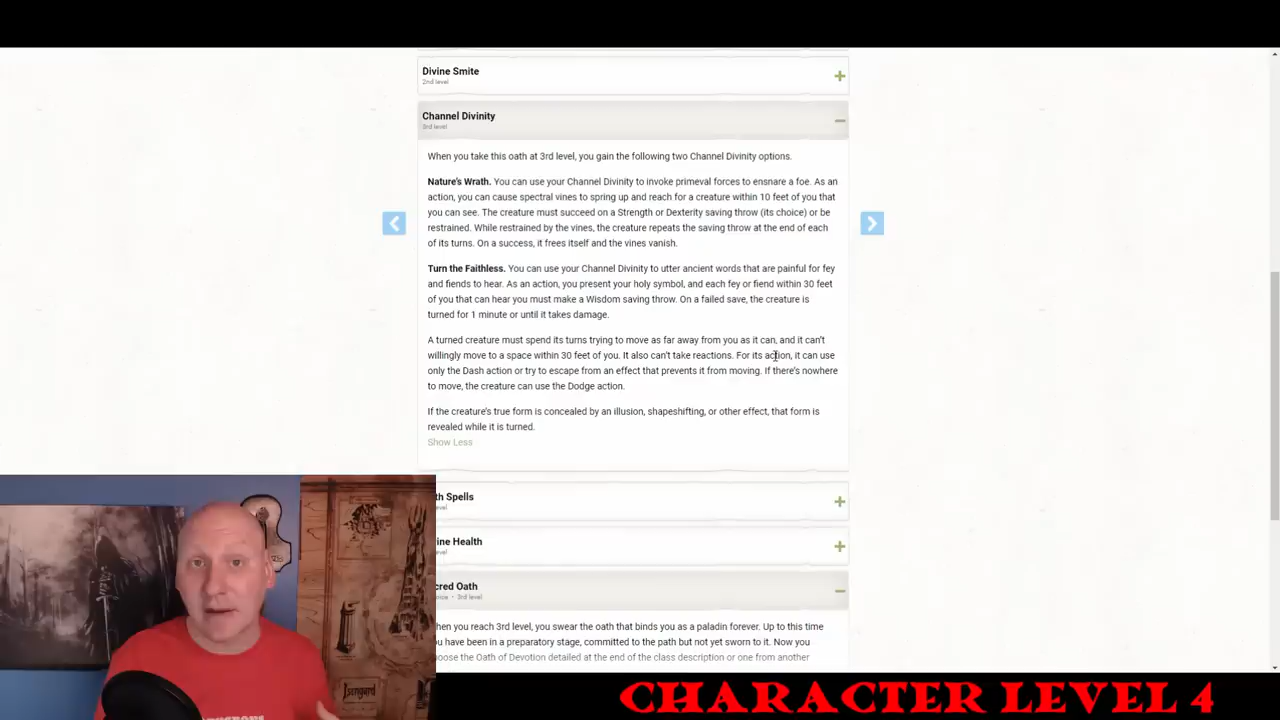 Divine Smite
2nd level
Channel Divinity
3rd level
When you take this oath at 3rd level, you gain the following two Channel Divinity options.
Nature's Wrath. You can use your Channel Divinity to invoke primeval forces to ensnare a foe. As an
action, you can cause spectral vines to spring up and reach for a creature within 10 feet of you that
you can see. The creature must succeed on a Strength or Dexterity saving throw (its choice) or be
restrained. While restrained by the vines, the creature repeats the saving throw at the end of each
of its turns. On a success, it frees itself and the vines vanish.
Turn the Faithless. You can use your Channel Divinity to utter ancient words that are painful for fey
and fiends to hear. As an action, you present your holy symbol, and each fey or fiend within 30 feet
of you that can hear you must make a Wisdom saving throw. On a failed save, the creature is
turned for 1 minute or until it takes damage.
A turned creature must spend its turns trying to move as far away from you as it can, and it can't
willingly move to a space within 30 feet of you. It also can't take reactions. For its action, it can use
only the Dash action or try to escape from an effect that prevents it from moving. If there's nowhere
to move, the creature can use the Dodge action.
If the creature's true form is concealed by an illusion, shapeshifting, or other effect, that form is
revealed while it is turned.
Show Less
th Spells
evel
ine Health
evel
cred Oath
3rd level
hen you reach 3rd level, you swear the oath that binds you as a paladin forever. Up to this time
ou have been in a preparatory stage, committed to the path but not yet sworn to it. Now you
oose the Oath of Devotion detailed at the end of the class description or one from another
Isengard
CHARACTER LEVEL 4